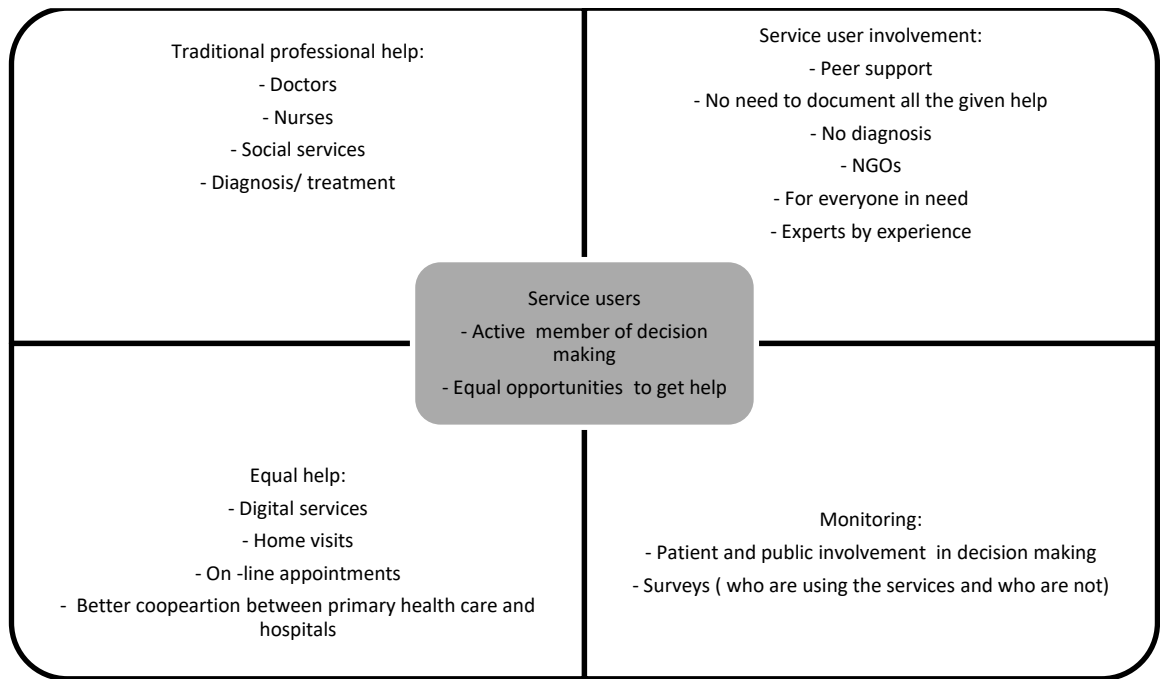 Traditional professional help:
- Doctors
- Nurses
- Social services
- Diagnosis/ treatment
Service user involvement:
- Peer support
- No need to document all the given help
- No diagnosis
- NGOs
- For everyone in need
- Experts by experience
Service users
- Active  member of decision
making
- Equal opportunities  to get help
Equal help:
- Digital services
- Home visits
- On -line appointments
-  Better coopeartion between primary health care and
hospitals
Monitoring:
- Patient and public involvement  in decision making
- Surveys ( who are using the services and who are not)